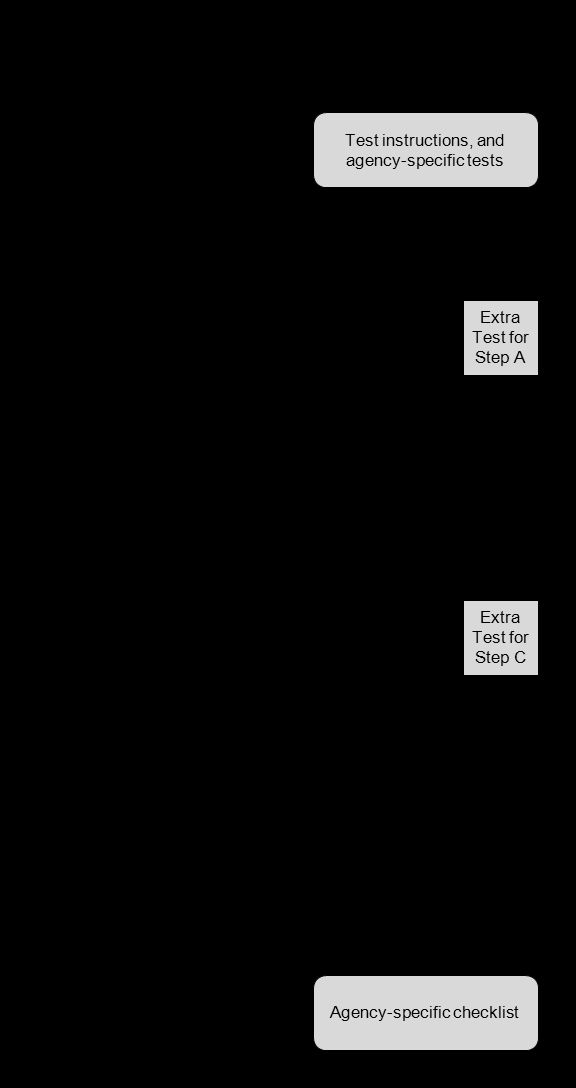 Test instructions, and
agency-specific tests
Extra
Test for
Step A
Extra
Test for
Step C
Agency-specific checklist